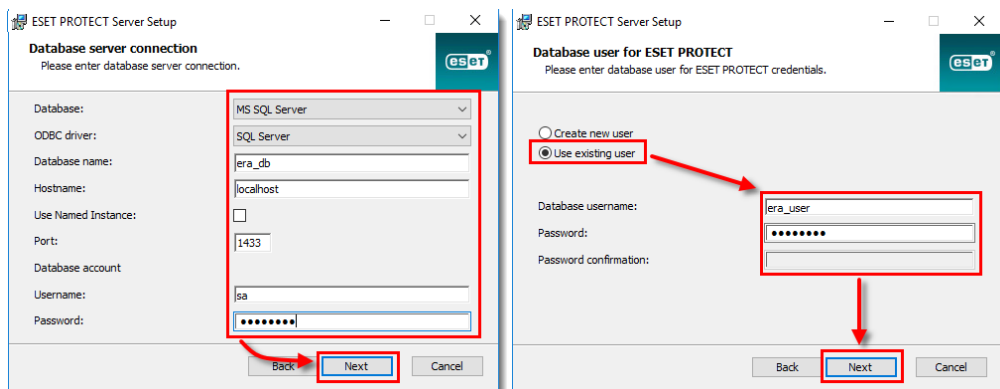 ESET PROTECT Server Setup
Database server connection
Please enter database server connection.
eset
Database:
MS SQL Server
ODBC driver:
SQL Server
Database name:
era_db
Hostname:
localhost
Use Named Instance:
Port:
1433
Database account
Username:
sa
Password:
••••••••
Back
Next
Cancel
ESET PROTECT Server Setup
Database user for ESET PROTECT
Please enter database user for ESET PROTECT credentials.
eset
Create new user
Use existing user
Database username:
era_user
Password:
••••••••
Password confirmation:
Back
Next
Cancel